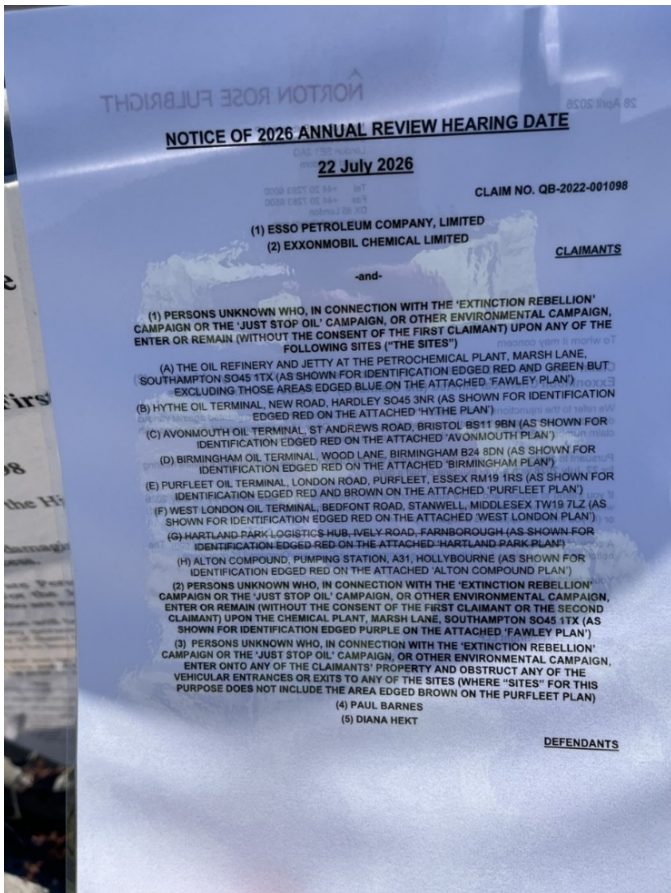 NOTICE OF 2026 ANNUAL REVIEW HEARING DATE
22 July 2026
CLAIM NO. QB-2022-001098
(1) ESSO PETROLEUM COMPANY, LIMITED
(2) EXXONMOBIL CHEMICAL LIMITED
CLAIMANTS
-and-
(1) PERSONS UNKNOWN WHO, IN CONNECTION WITH THE 'EXTINCTION REBELLION'
CAMPAIGN OR THE 'JUST STOP OIL' CAMPAIGN, OR OTHER ENVIRONMENTAL CAMPAIGN,
ENTER OR REMAIN (WITHOUT THE CONSENT OF THE FIRST CLAIMANT) UPON ANY OF THE
FOLLOWING SITES ("THE SITES")
(A) THE OIL REFINERY AND JETTY AT THE PETROCHEMICAL PLANT, MARSH LANE,
SOUTHAMPTON SO45 1TX (AS SHOWN FOR IDENTIFICATION EDGED RED AND GREEN BUT
EXCLUDING THOSE AREAS EDGED BLUE ON THE ATTACHED 'FAWLEY PLAN')
(B) HYTHE OIL TERMINAL, NEW ROAD, HARDLEY SO45 3NR (AS SHOWN FOR IDENTIFICATION
EDGED RED ON THE ATTACHED 'HYTHE PLAN')
(C) AVONMOUTH OIL TERMINAL, ST ANDREWS ROAD, BRISTOL BS11 9BN (AS SHOWN FOR
IDENTIFICATION EDGED RED ON THE ATTACHED 'AVONMOUTH PLAN')
(D) BIRMINGHAM OIL TERMINAL, WOOD LANE, BIRMINGHAM B24 8DN (AS SHOWN FOR
IDENTIFICATION EDGED RED ON THE ATTACHED 'BIRMINGHAM PLAN')
(E) PURFLEET OIL TERMINAL, LONDON ROAD, PURFLEET, ESSEX RM19 1RS (AS SHOWN FOR
IDENTIFICATION EDGED RED AND BROWN ON THE ATTACHED 'PURFLEET PLAN')
(F) WEST LONDON OIL TERMINAL, BEDFONT ROAD, STANWELL, MIDDLESEX TW19 7LZ (AS
SHOWN FOR IDENTIFICATION EDGED RED ON THE ATTACHED 'WEST LONDON PLAN')
(G) HARTLAND PARK LOGISTICS HUB, IVELY ROAD, FARNBOROUGH (AS SHOWN FOR
IDENTIFICATION EDGED RED ON THE ATTACHED 'HARTLAND PARK PLAN')
(H) ALTON COMPOUND, PUMPING STATION, A31, HOLLYBOURNE (AS SHOWN FOR
IDENTIFICATION EDGED RED ON THE ATTACHED 'ALTON COMPOUND PLAN')
(2) PERSONS UNKNOWN WHO, IN CONNECTION WITH THE 'EXTINCTION REBELLION'
CAMPAIGN OR THE 'JUST STOP OIL' CAMPAIGN, OR OTHER ENVIRONMENTAL CAMPAIGN,
ENTER OR REMAIN (WITHOUT THE CONSENT OF THE FIRST CLAIMANT OR THE SECOND
CLAIMANT) UPON THE CHEMICAL PLANT, MARSH LANE, SOUTHAMPTON SO45 1TX (AS
SHOWN FOR IDENTIFICATION EDGED PURPLE ON THE ATTACHED 'FAWLEY PLAN')
(3) PERSONS UNKNOWN WHO, IN CONNECTION WITH THE 'EXTINCTION REBELLION'
CAMPAIGN OR THE 'JUST STOP OIL' CAMPAIGN, OR OTHER ENVIRONMENTAL CAMPAIGN,
ENTER ONTO ANY OF THE CLAIMANTS' PROPERTY AND OBSTRUCT ANY OF THE
VEHICULAR ENTRANCES OR EXITS TO ANY OF THE SITES (WHERE "SITES" FOR THIS
PURPOSE DOES NOT INCLUDE THE AREA EDGED BROWN ON THE PURFLEET PLAN)
(4) PAUL BARNES
(5) DIANA HEKT
DEFENDANTS
NORTON ROSE FULBRIGHT
28 April 2026